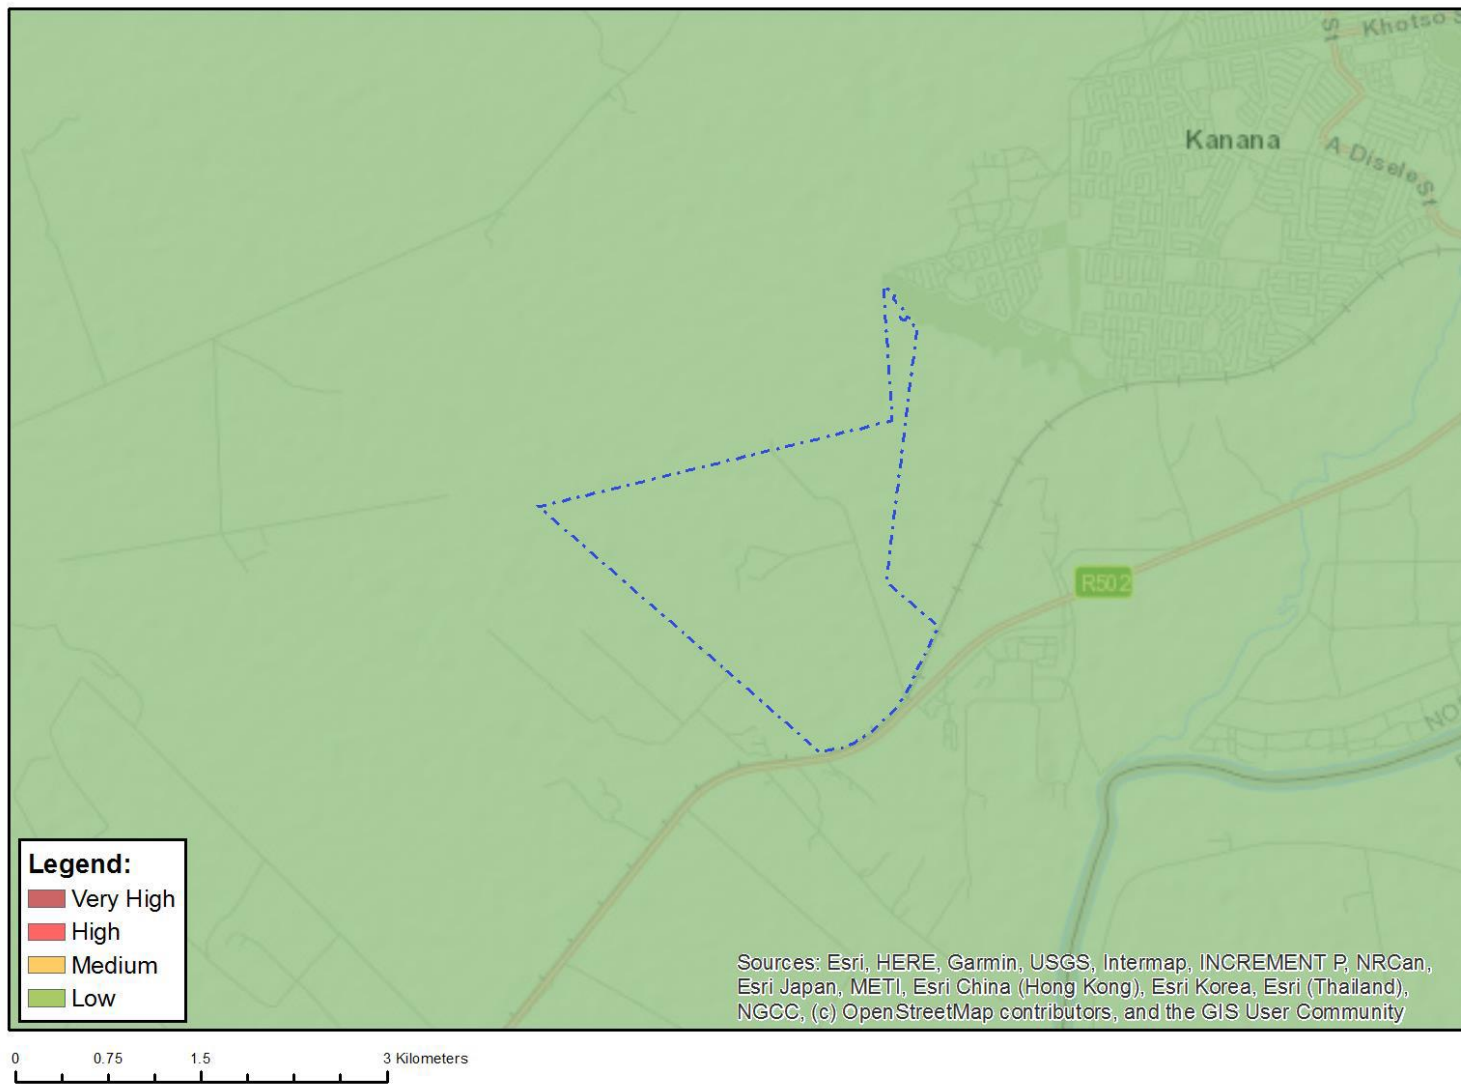 Khotso S
St
Kanana
A Disele St
R502
NO
Legend:
Very High
High
Medium
Low
Sources: Esri, HERE, Garmin, USGS, Intermap, INCREMENT P, NRCan,
Esri Japan, METI, Esri China (Hong Kong), Esri Korea, Esri (Thailand),
NGCC, (c) OpenStreetMap contributors, and the GIS User Community
0 0.75 1.5 3 Kilometers